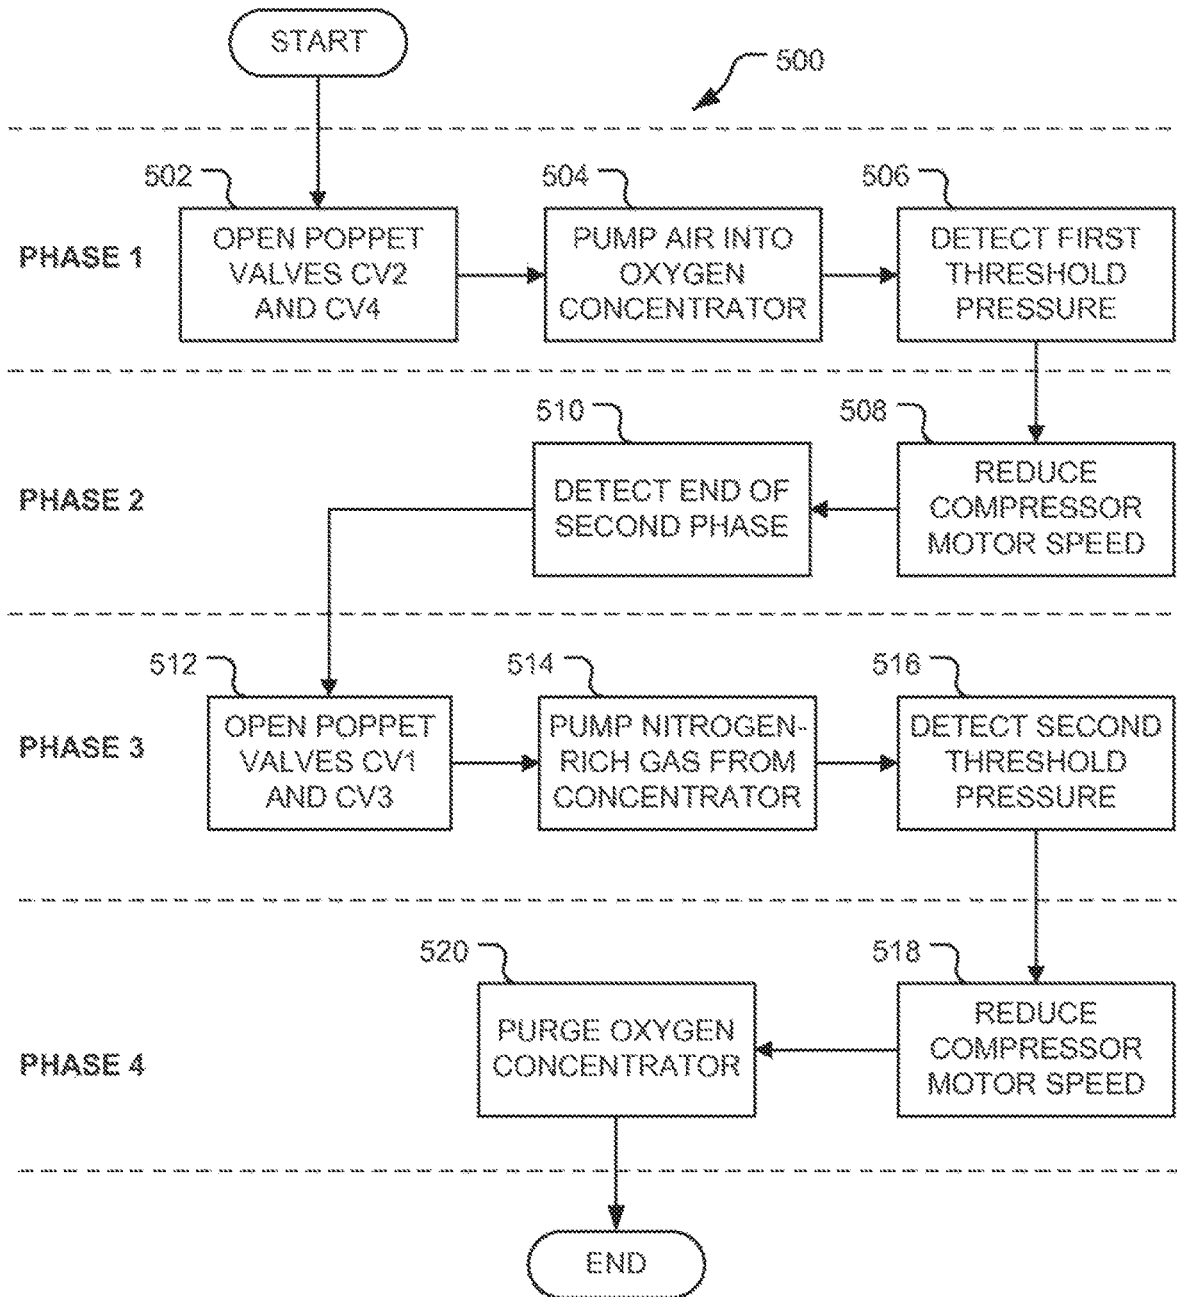 START
500
502
504
506
PHASE 1
OPEN POPPET
VALVES CV2
AND CV4
PUMP AIR INTO
OXYGEN
CONCENTRATOR
DETECT FIRST
THRESHOLD
PRESSURE
510
508
PHASE 2
DETECT END OF
SECOND PHASE
REDUCE
COMPRESSOR
MOTOR SPEED
512
514
516
PHASE 3
OPEN POPPET
VALVES CV1
AND CV3
PUMP NITROGEN-
RICH GAS FROM
CONCENTRATOR
DETECT SECOND
THRESHOLD
PRESSURE
520
518
PHASE 4
PURGE OXYGEN
CONCENTRATOR
REDUCE
COMPRESSOR
MOTOR SPEED
END